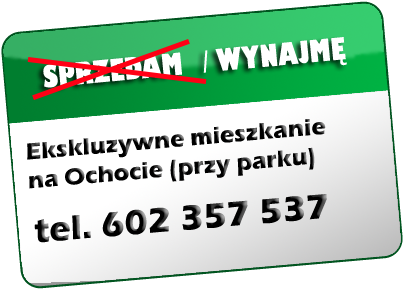 SPRZEDAM / WYNAJMĘ
Ekskluzywne mieszkanie
na Ochocie (przy parku)
tel. 602 357 537